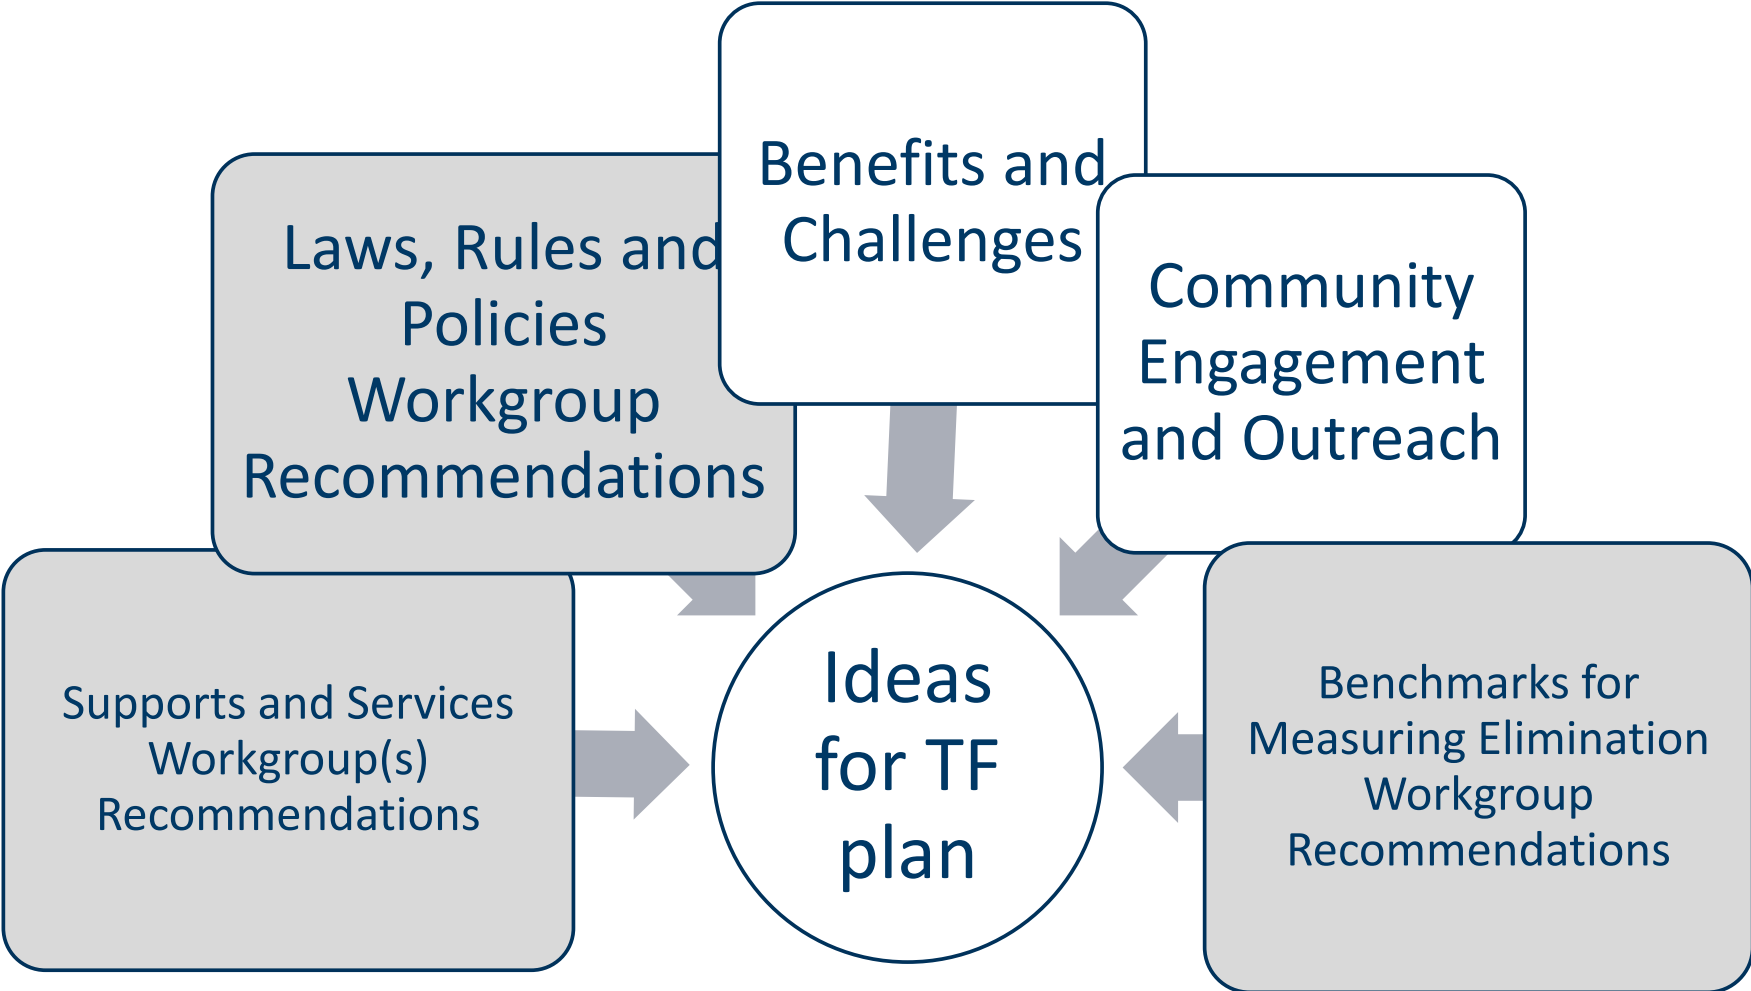 Benefits and
Challenges
Laws, Rules and
Policies
Workgroup
Recommendations
Community
Engagement
and Outreach
Supports and Services
Workgroup(s)
Recommendations
Ideas
for TF
plan
Benchmarks for
Measuring Elimination
Workgroup
Recommendations